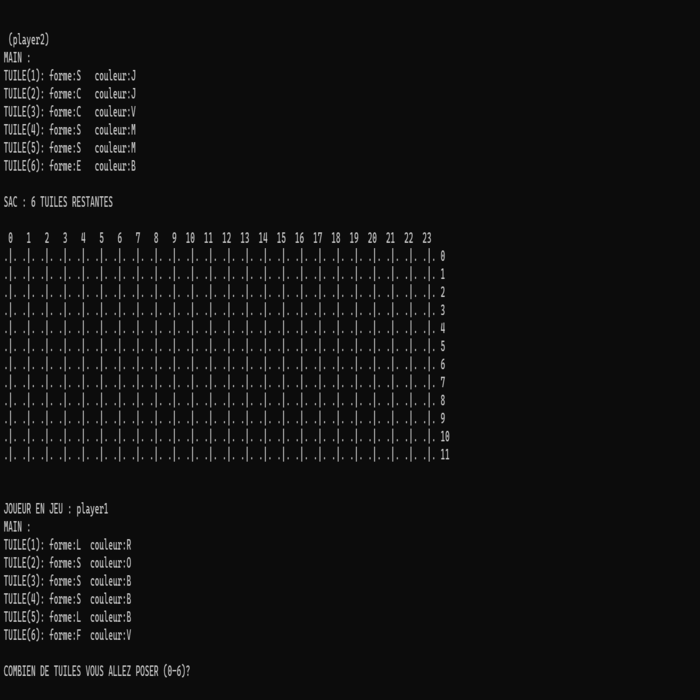 (player2)
MAIN :
TUILE(1): forme:S couleur:J
TUILE(2): forme:C couleur:J
TUILE(3): forme:C couleur:V
TUILE(4): forme:S couleur:M
TUILE(5): forme:S couleur:M
TUILE(6): forme:E couleur:B
SAC : 6 TUILES RESTANTES
0 1 2 3 4 5 6 7 8 9 10 11 12 13 14 15 16 17 18 19 20 21 22 23
.|. .|. .|. .|. .|. .|. .|. .|. .|. .|. .|. .|. .|. .|. .|. .|. .|. .|. .|. .|. .|. .|. .|. .|. 0
.|. .|. .|. .|. .|. .|. .|. .|. .|. .|. .|. .|. .|. .|. .|. .|. .|. .|. .|. .|. .|. .|. .|. .|. 1
.|. .|. .|. .|. .|. .|. .|. .|. .|. .|. .|. .|. .|. .|. .|. .|. .|. .|. .|. .|. .|. .|. .|. .|. 2
.|. .|. .|. .|. .|. .|. .|. .|. .|. .|. .|. .|. .|. .|. .|. .|. .|. .|. .|. .|. .|. .|. .|. .|. 3
.|. .|. .|. .|. .|. .|. .|. .|. .|. .|. .|. .|. .|. .|. .|. .|. .|. .|. .|. .|. .|. .|. .|. .|. 4
.|. .|. .|. .|. .|. .|. .|. .|. .|. .|. .|. .|. .|. .|. .|. .|. .|. .|. .|. .|. .|. .|. .|. .|. 5
.|. .|. .|. .|. .|. .|. .|. .|. .|. .|. .|. .|. .|. .|. .|. .|. .|. .|. .|. .|. .|. .|. .|. .|. 6
.|. .|. .|. .|. .|. .|. .|. .|. .|. .|. .|. .|. .|. .|. .|. .|. .|. .|. .|. .|. .|. .|. .|. .|. 7
.|. .|. .|. .|. .|. .|. .|. .|. .|. .|. .|. .|. .|. .|. .|. .|. .|. .|. .|. .|. .|. .|. .|. .|. 8
.|. .|. .|. .|. .|. .|. .|. .|. .|. .|. .|. .|. .|. .|. .|. .|. .|. .|. .|. .|. .|. .|. .|. .|. 9
.|. .|. .|. .|. .|. .|. .|. .|. .|. .|. .|. .|. .|. .|. .|. .|. .|. .|. .|. .|. .|. .|. .|. .|. 10
.|. .|. .|. .|. .|. .|. .|. .|. .|. .|. .|. .|. .|. .|. .|. .|. .|. .|. .|. .|. .|. .|. .|. .|. 11
JOUEUR EN JEU : player1
MAIN :
TUILE(1): forme:L couleur:R
TUILE(2): forme:S couleur:O
TUILE(3): forme:S couleur:B
TUILE(4): forme:S couleur:B
TUILE(5): forme:L couleur:B
TUILE(6): forme:F couleur:V
COMBIEN DE TUILES VOUS ALLEZ POSER (0-6)?